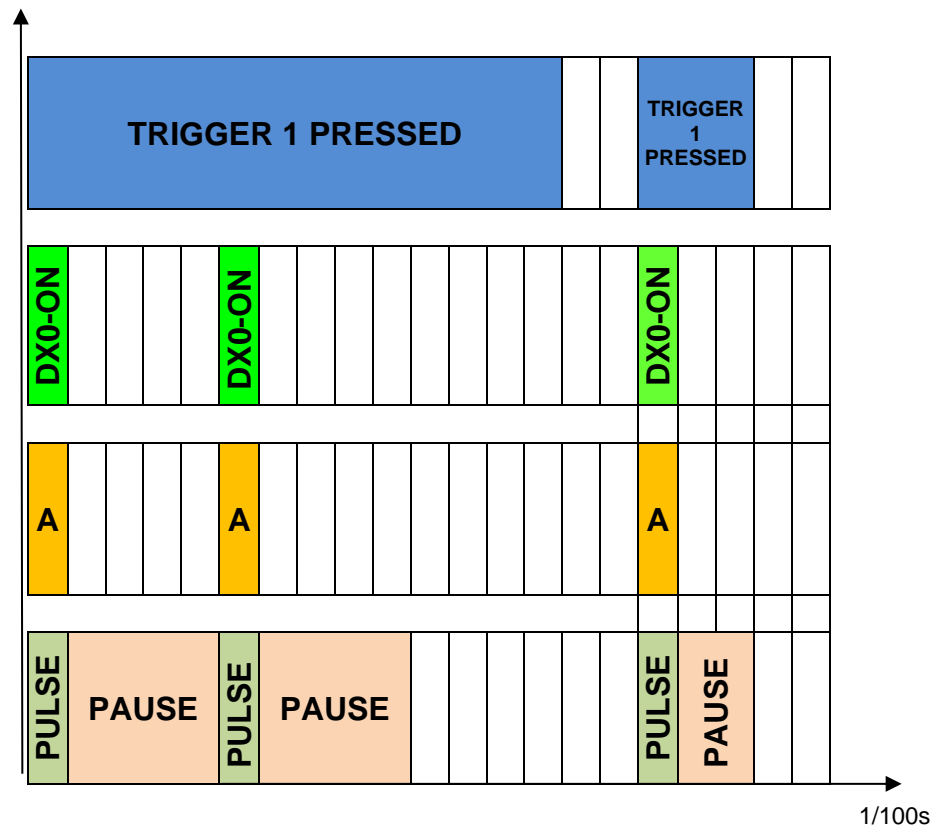 TRIGGER 1 PRESSED
TRIGGER
1
PRESSED
DX0-ON
DX0-ON
DX0-ON
A
A
A
PULSE
PAUSE
PULSE
PAUSE
PULSE
PAUSE
1/100s